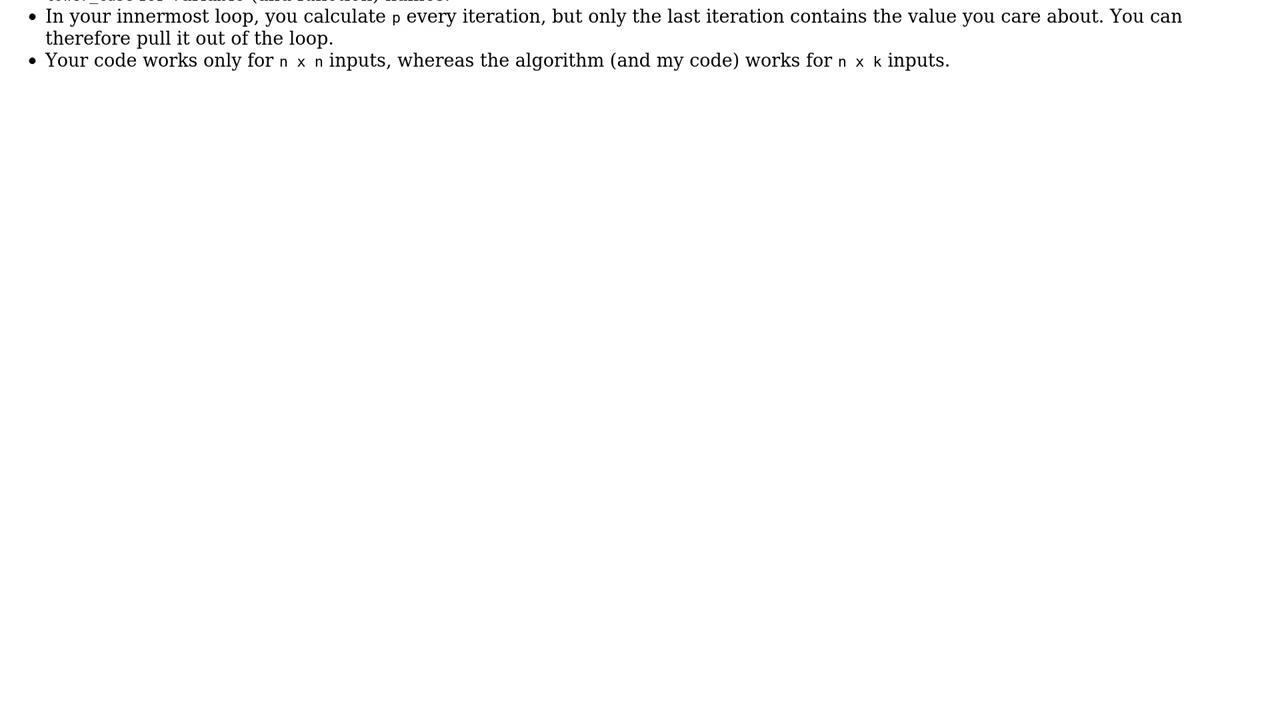 • In your innermost loop, you calculate p every iteration, but only the last iteration contains the value you care about. You can
therefore pull it out of the loop.
• Your code works only for n x n inputs, whereas the algorithm (and my code) works for n x k inputs.